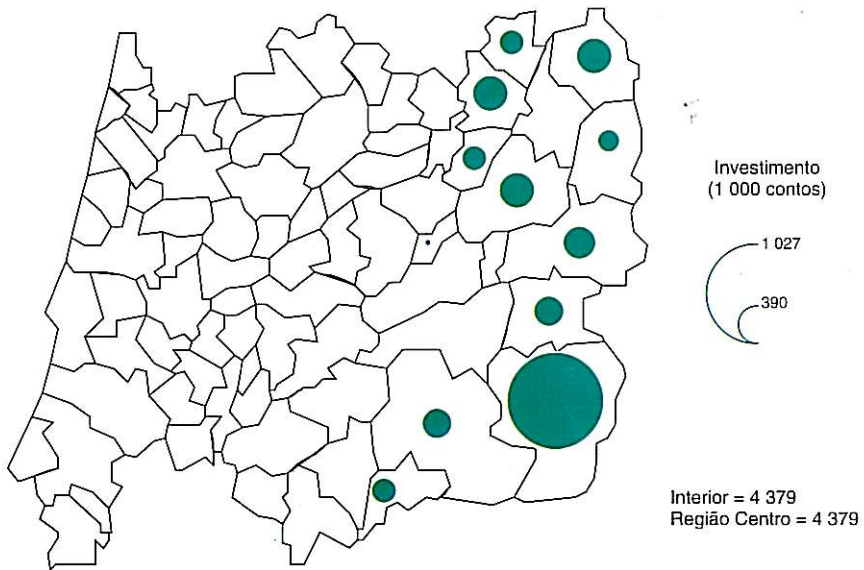 Investimento
(1 000 contos)
1 027
390
Interior = 4 379
Região Centro = 4 379